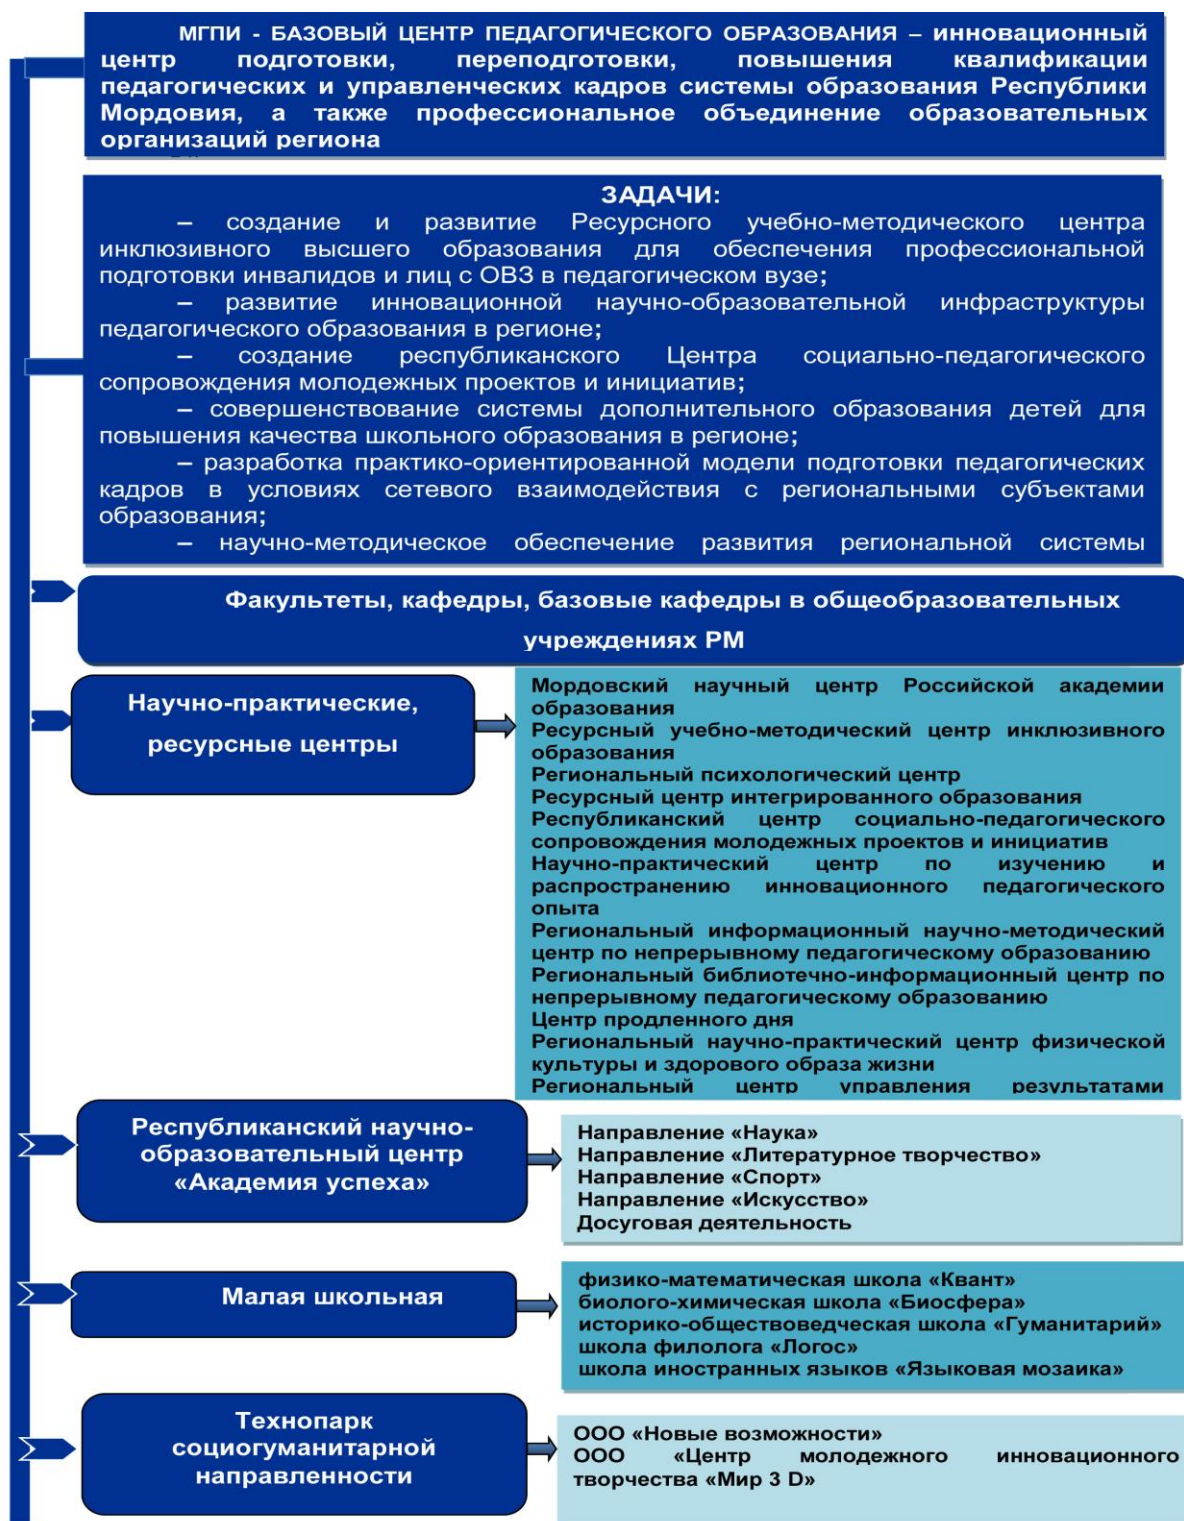 МГПИ - БАЗОВЫЙ ЦЕНТР ПЕДАГОГИЧЕСКОГО ОБРАЗОВАНИЯ – инновационный
центр подготовки, переподготовки, повышения квалификации
педагогических и управленческих кадров системы образования Республики
Мордовия, а также профессиональное объединение образовательных
организаций региона
ЗАДАЧИ:
– создание и развитие Ресурсного учебно-методического центра
инклюзивного высшего образования для обеспечения профессиональной
подготовки инвалидов и лиц с ОВЗ в педагогическом вузе;
– развитие инновационной научно-образовательной инфраструктуры
педагогического образования в регионе;
– создание республиканского Центра социально-педагогического
сопровождения молодежных проектов и инициатив;
– совершенствование системы дополнительного образования детей для
повышения качества школьного образования в регионе;
– разработка практико-ориентированной модели подготовки педагогических
кадров в условиях сетевого взаимодействия с региональными субъектами
образования;
– научно-методическое обеспечение развития региональной системы
Факультеты, кафедры, базовые кафедры в общеобразовательных
учреждениях РМ
Научно-практические,
ресурсные центры
Мордовский научный центр Российской академии
образования
Ресурсный учебно-методический центр инклюзивного
образования
Региональный психологический центр
Ресурсный центр интегрированного образования
Республиканский центр социально-педагогического
сопровождения молодежных проектов и инициатив
Научно-практический центр по изучению и
распространению инновационного педагогического
опыта
Региональный информационный научно-методический
центр по непрерывному педагогическому образованию
Региональный библиотечно-информационный центр по
непрерывному педагогическому образованию
Центр продленного дня
Региональный научно-практический центр физической
культуры и здорового образа жизни
Региональный центр управления результатами
Республиканский научно-
образовательный центр
«Академия успеха»
Направление «Наука»
Направление «Литературное творчество»
Направление «Спорт»
Направление «Искусство»
Досуговая деятельность
Малая школьная
физико-математическая школа «Квант»
биолого-химическая школа «Биосфера»
историко-обществоведческая школа «Гуманитарий»
школа филолога «Логос»
школа иностранных языков «Языковая мозаика»
Технопарк
социогуманитарной
направленности
ООО «Новые возможности»
ООО «Центр молодежного инновационного
творчества «Мир 3 D»